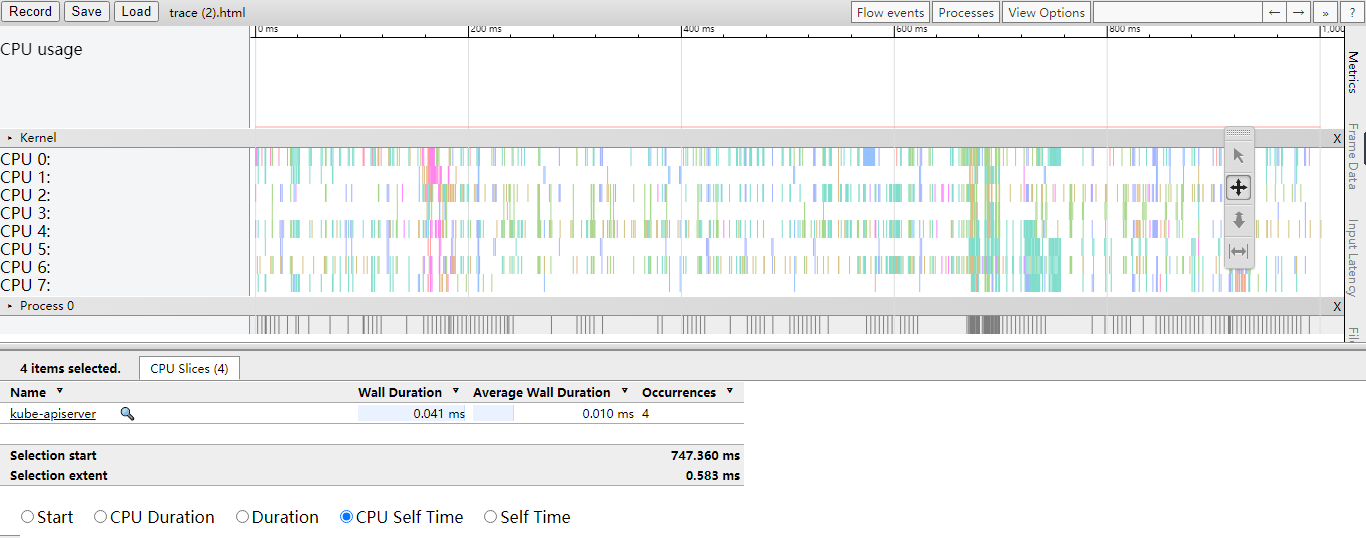 Record Save Load trace (2).html Flow events Processes View Options ← → » ?
CPU usage
0 ms 200 ms 400 ms 600 ms 800 ms 1,000
Metrics
Frame Data
Input Latency
Kernel X
CPU 0:
CPU 1:
CPU 2:
CPU 3:
CPU 4:
CPU 5:
CPU 6:
CPU 7:
Process 0 X
4 items selected. CPU Slices (4)
Name Wall Duration Average Wall Duration Occurrences
kube-apiserver 0.041 ms 0.010 ms 4
Selection start 747.360 ms
Selection extent 0.583 ms
Start CPU Duration Duration CPU Self Time Self Time